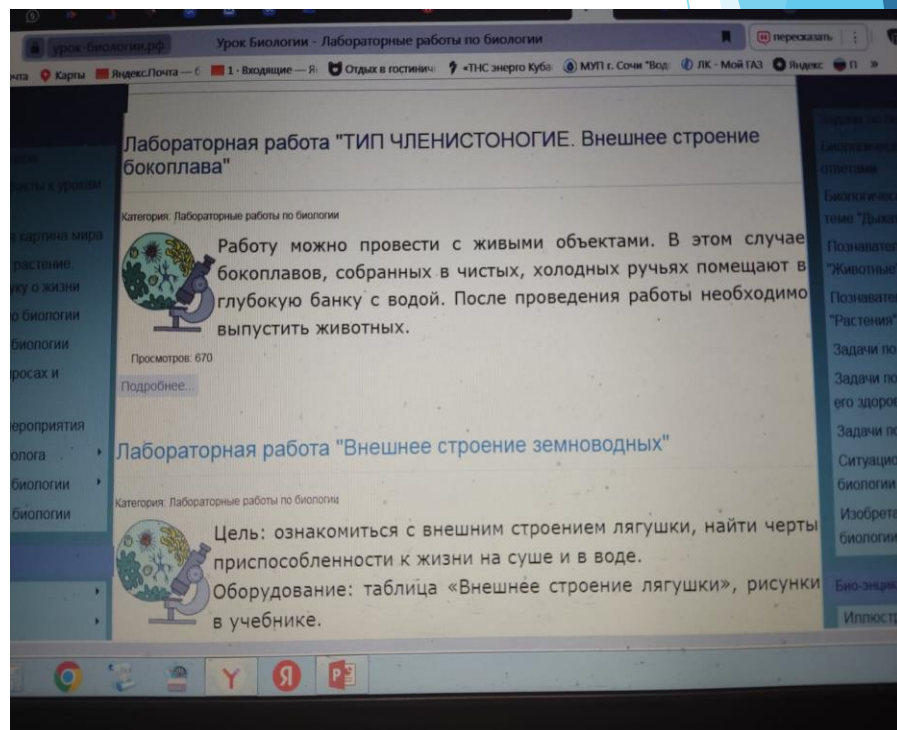 урок-биологии.рф
Урок Биологии - Лабораторные работы по биологии
пересказать
Карты
Яндекс.Почта — 6
1 · Входящие — Я
Отдых в гостинич
«ТНС энерго Куба
МУП г. Сочи "Вод
ЛК - Мой ГАЗ
Яндекс
П
»
Лабораторная работа "ТИП ЧЛЕНИСТОНОГИЕ. Внешнее строение
бокоплава"
Категория: Лабораторные работы по биологии
Работу можно провести с живыми объектами. В этом случае
бокоплавов, собранных в чистых, холодных ручьях помещают в
глубокую банку с водой. После проведения работы необходимо
выпустить животных.
Просмотров: 670
Подробнее...
Лабораторная работа "Внешнее строение земноводных"
Категория: Лабораторные работы по биологии
Цель: ознакомиться с внешним строением лягушки, найти черты
приспособленности к жизни на суше и в воде.
Оборудование: таблица «Внешнее строение лягушки», рисунки
в учебнике.
картина мира
растение.
о жизни
биологии
биологии
росах и
ероприятия
олога
биологии
биологии
ответами
Биологичес
теме "Дыха
Познавател
"Животные"
Познавате
"Растения"
Задачи по
Задачи по
его здоров
Задачи по
Ситуацио
биологии
Изобрета
биологии
Био-энцик
Иллюстр